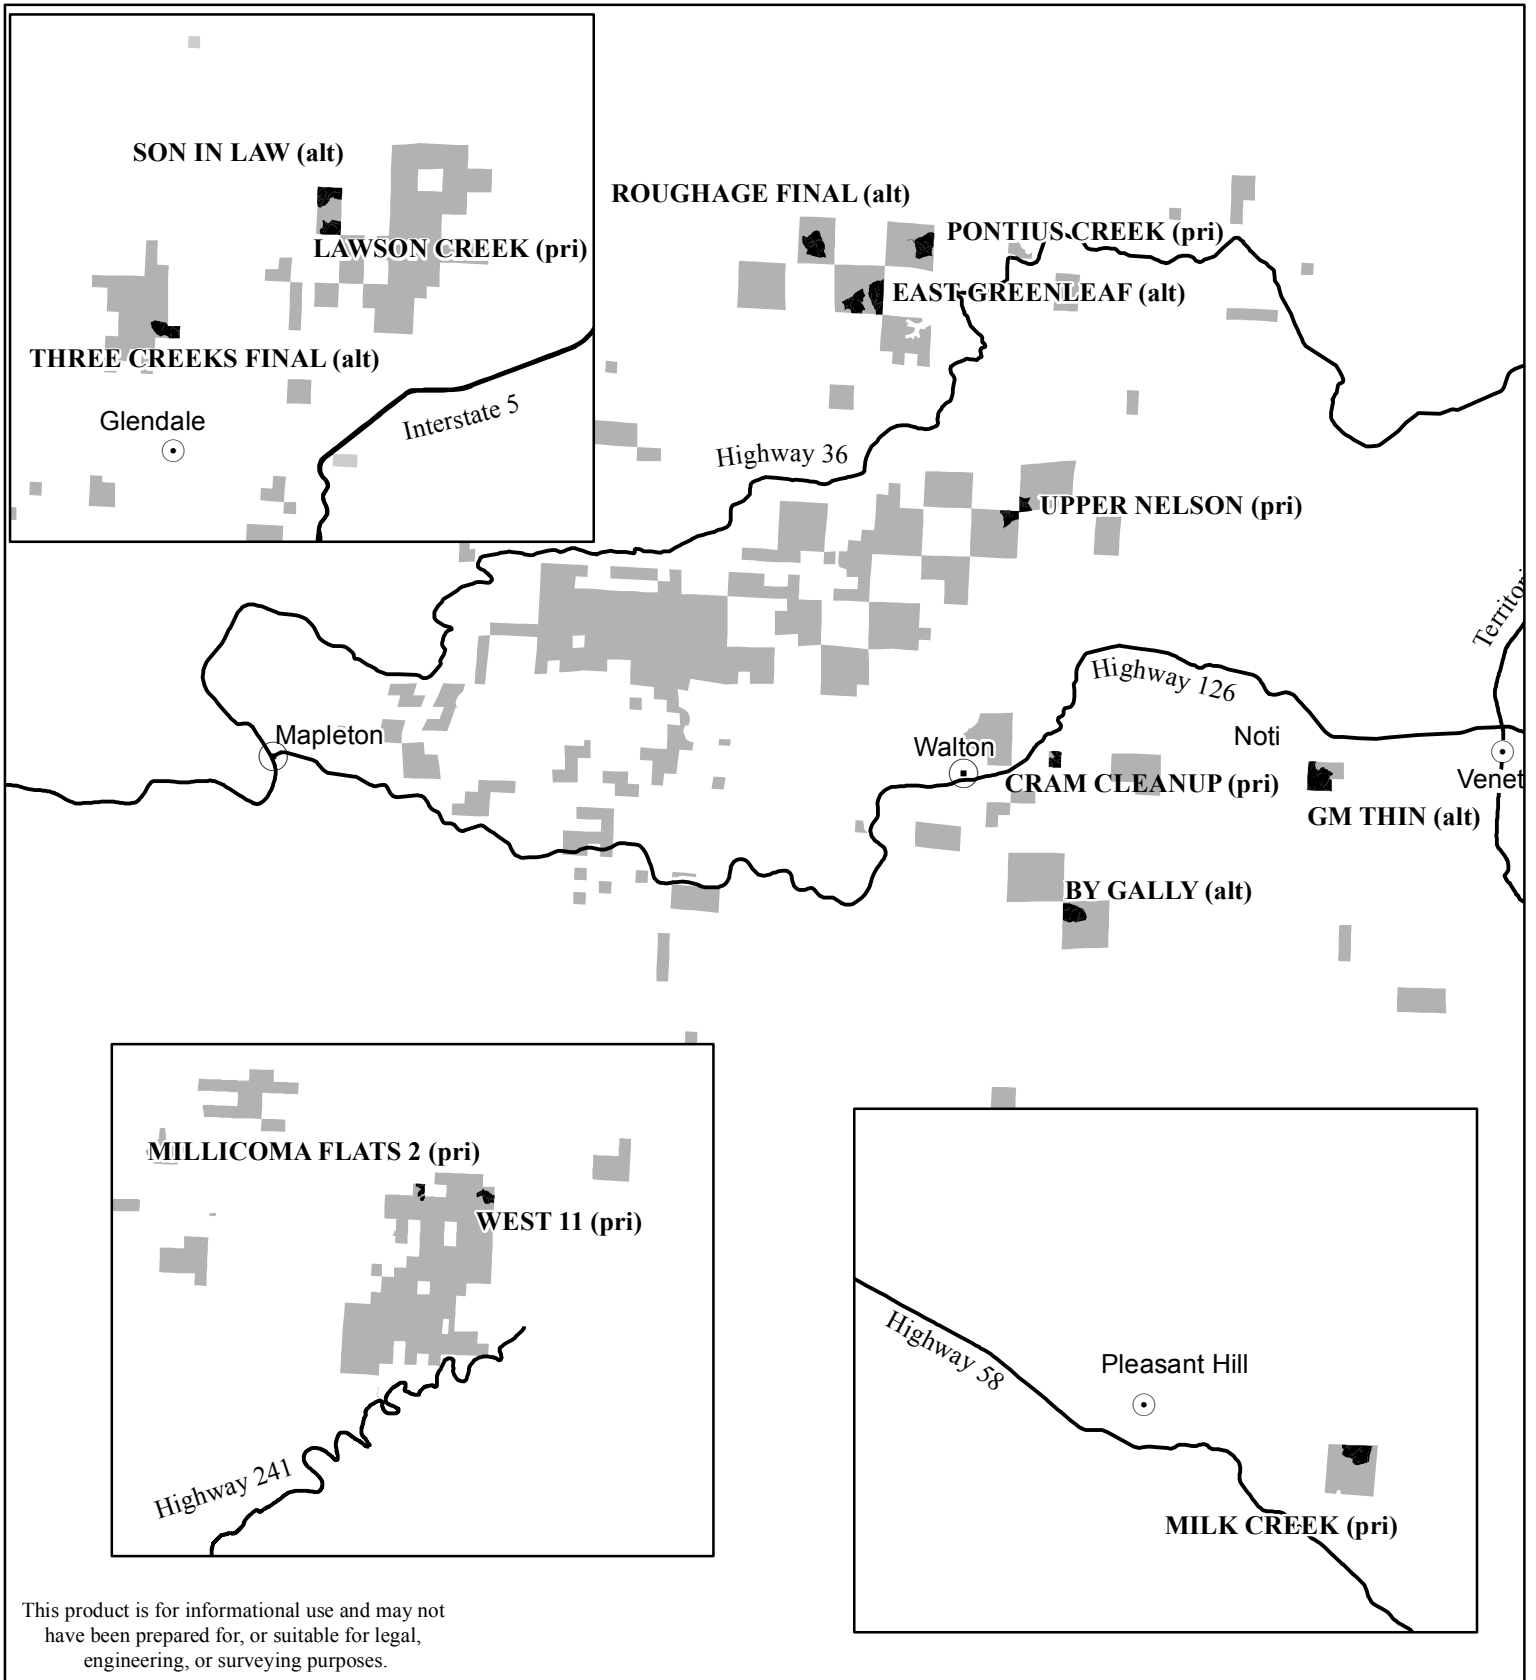 SON IN LAW (alt)
LAWSON CREEK (pri)
THREE CREEKS FINAL (alt)
Glendale
Interstate 5
ROUGHAGE FINAL (alt)
PONTIUS CREEK (pri)
EAST GREENLEAF (alt)
Highway 36
UPPER NELSON (pri)
Territori
Highway 126
Mapleton
Walton
Noti
Venet
CRAM CLEANUP (pri)
GM THIN (alt)
BY GALLY (alt)
MILLICOMA FLATS 2 (pri)
WEST 11 (pri)
Highway 241
Highway 58
Pleasant Hill
MILK CREEK (pri)
This product is for informational use and may not
have been prepared for, or suitable for legal,
engineering, or surveying purposes.